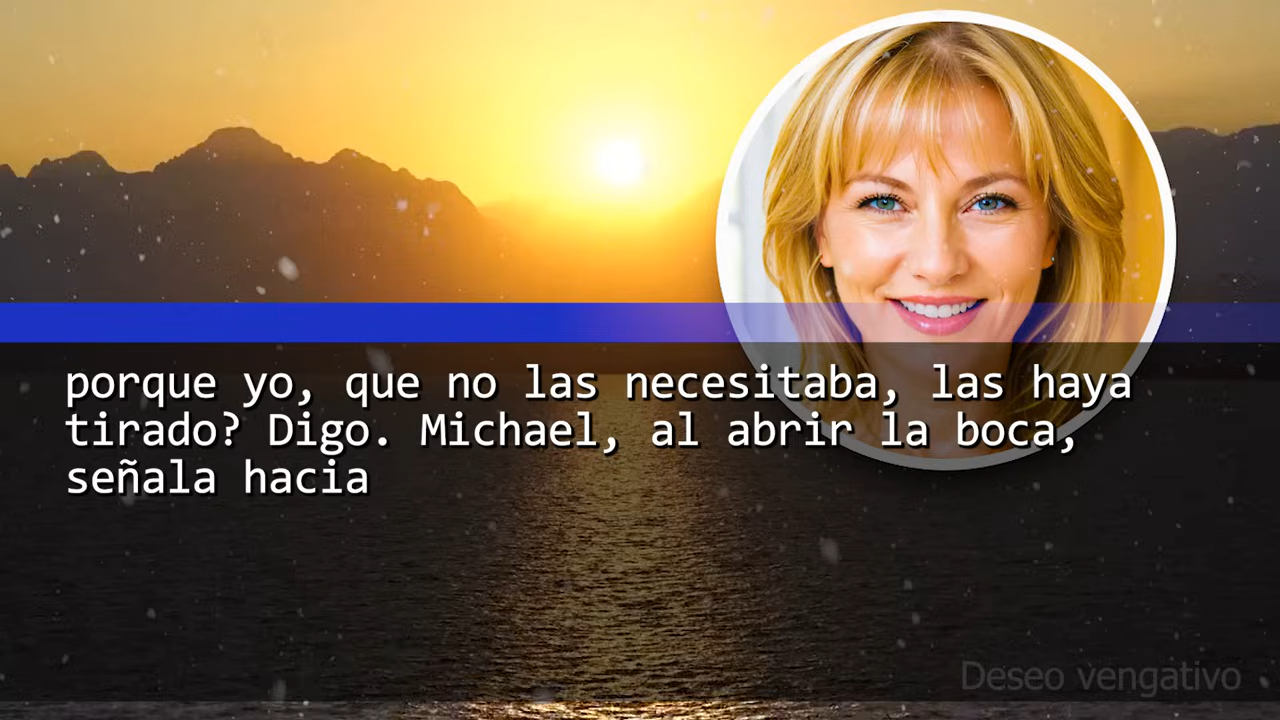 porque yo, que no las necesitaba, las haya
tirado? Digo. Michael, al abrir la boca,
señala hacia
Deseo vengativo